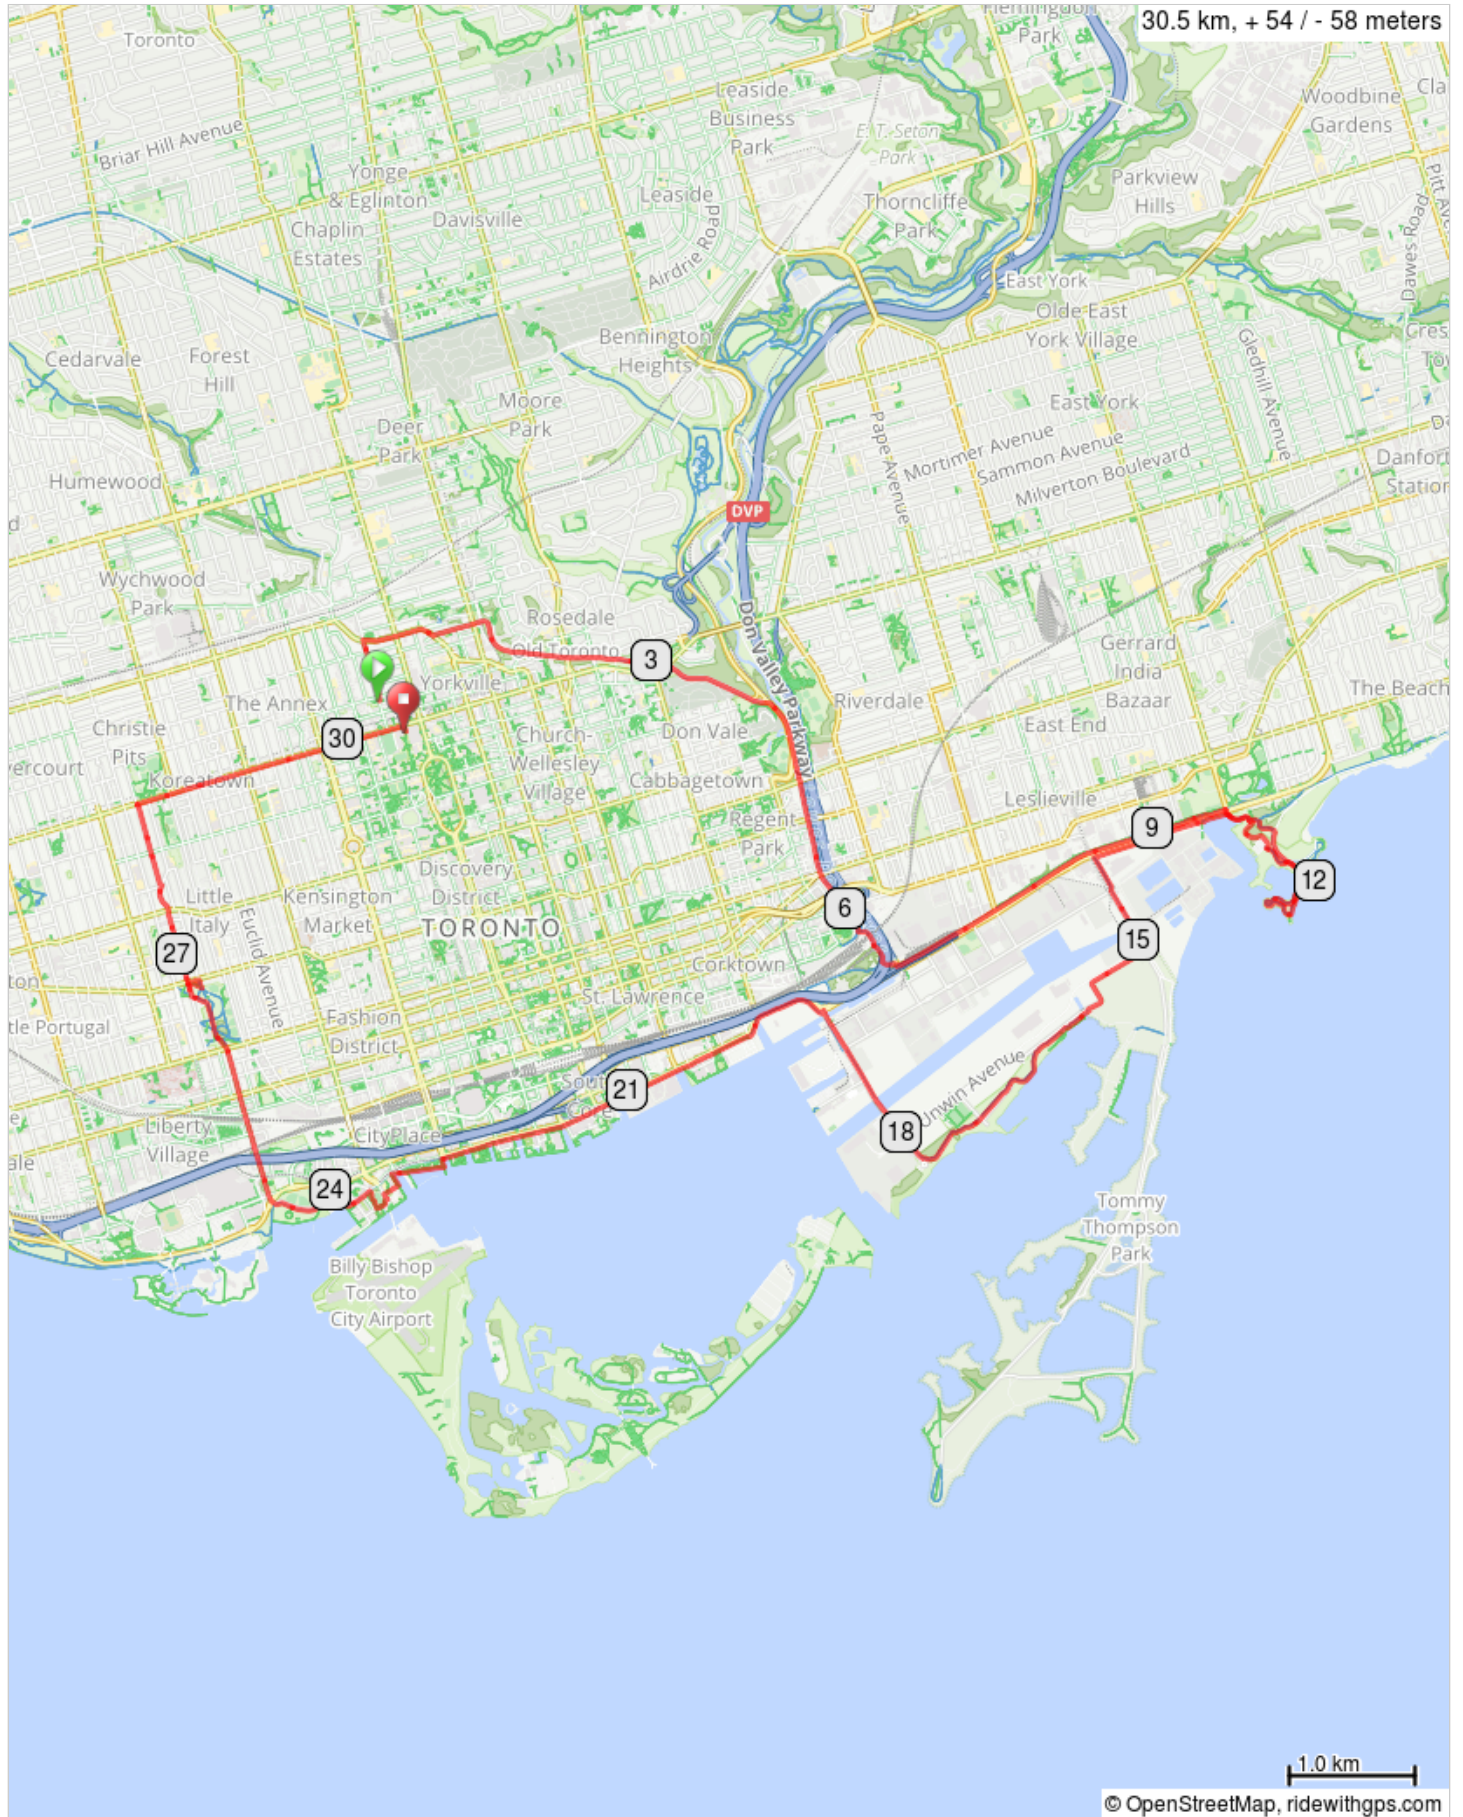 30.5 km, + 54 / - 58 meters
Toronto
Park
Leaside
Business
Park
Woodbine
Gardens
Briar Hill Avenue
E. T. Seton
Park
Yonge
& Eglinton
Leaside
Parkview
Hills
Davisville
Thorncliffe
Park
Chaplin
Estates
Airdrie Road
Dawes Road
East York
Olde East
York Village
Bennington
Heights
Cedarvale
Forest
Hill
Gledhill Avenue
Moore
Park
East York
Deer
Park
Pape Avenue
Mortimer Avenue
Sammon Avenue
Milverton Boulevard
Humewood
DVP
Wychwood
Park
Rosedale
Old Toronto
3
Don Valley Parkway
Gerrard
India
Bazaar
Yorkville
The Annex
Riverdale
The Beach
East End
Christie
Pits
30
Church-
Wellesley
Village
Don Vale
Koreatown
Cabbagetown
Leslieville
Regent
Park
9
Discovery
District
12
Little
Italy
Kensington
Market
Euclid Avenue
6
TORONTO
15
27
Corktown
St. Lawrence
Fashion
District
Unwin Avenue
21
Liberty
Village
CityPlace
18
24
Tommy
Thompson
Park
Billy Bishop
Toronto
City Airport
1.0 km
© OpenStreetMap, ridewithgps.com